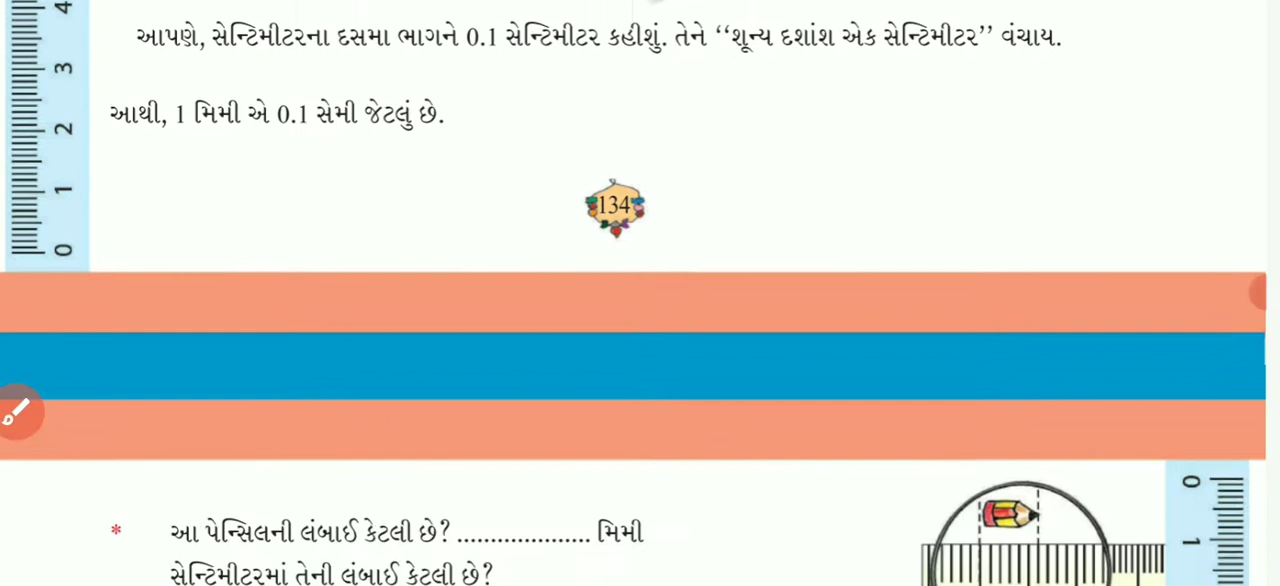 આપણે, સેન્ટિમીટરના દસમા ભાગને 0.1 સેન્ટિમીટર કહીશું. તેને ‘‘શૂન્ય દશાંશ એક સેન્ટિમીટર’’ વંચાય.
આથી, 1 મિમી એ 0.1 સેમી જેટલું છે.
4
3
2
1
0
134
* આ પેન્સિલની લંબાઈ કેટલી છે? .................... મિમી
સેન્ટિમીટરમાં તેની લંબાઈ કેટલી છે?
0
1